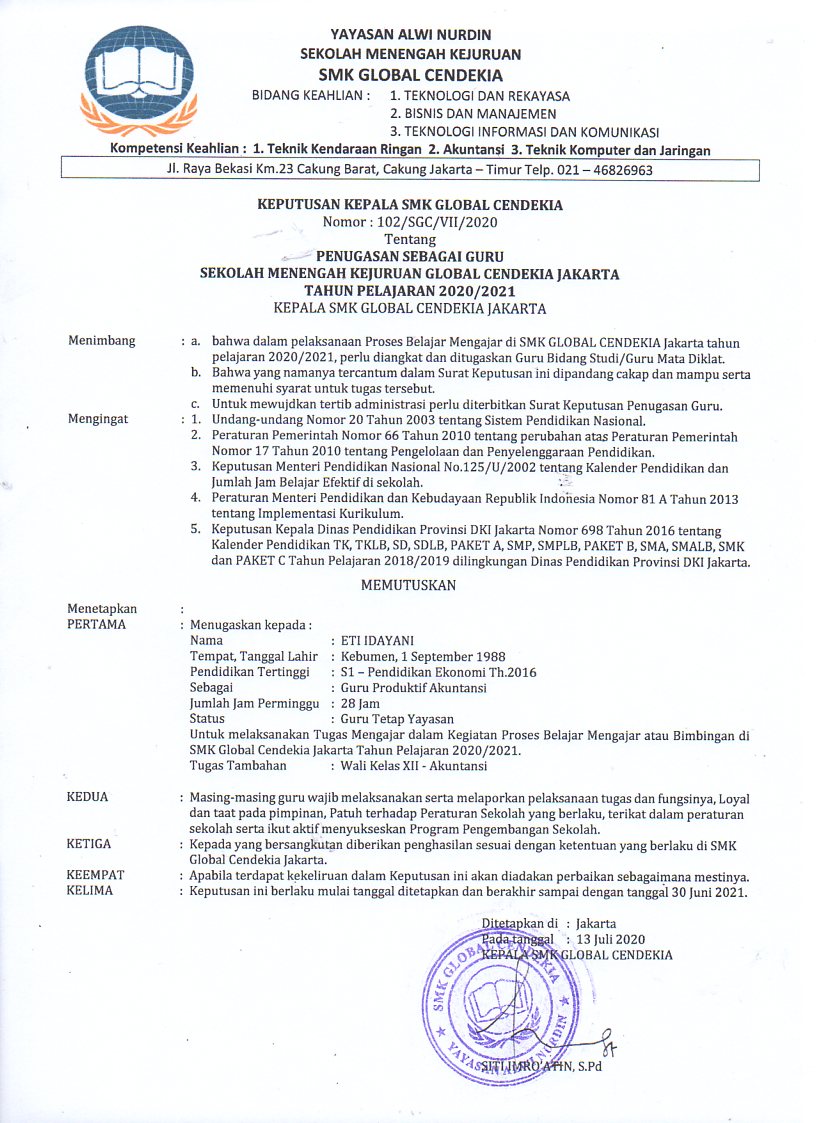 YAYASAN ALWI NURDIN
SEKOLAH MENENGAH KEJURUAN
SMK GLOBAL CENDEKIA
BIDANG KEAHLIAN : 1. TEKNOLOGI DAN REKAYASA
2. BISNIS DAN MANAJEMEN
3. TEKNOLOGI INFORMASI DAN KOMUNIKASI
Kompetensi Keahlian : 1. Teknik Kendaraan Ringan 2. Akuntansi 3. Teknik Komputer dan Jaringan
Jl. Raya Bekasi Km.23 Cakung Barat, Cakung Jakarta – Timur Telp. 021 – 46826963
KEPUTUSAN KEPALA SMK GLOBAL CENDEKIA
Nomor : 102/SGC/VII/2020
Tentang
PENUGASAN SEBAGAI GURU
SEKOLAH MENENGAH KEJURUAN GLOBAL CENDEKIA JAKARTA
TAHUN PELAJARAN 2020/2021
KEPALA SMK GLOBAL CENDEKIA JAKARTA
Menimbang : a. bahwa dalam pelaksanaan Proses Belajar Mengajar di SMK GLOBAL CENDEKIA Jakarta tahun
pelajaran 2020/2021, perlu diangkat dan ditugaskan Guru Bidang Studi/Guru Mata Diklat.
b. Bahwa yang namanya tercantum dalam Surat Keputusan ini dipandang cakap dan mampu serta
memenuhi syarat untuk tugas tersebut.
c. Untuk mewujdkan tertib administrasi perlu diterbitkan Surat Keputusan Penugasan Guru.
Mengingat : 1. Undang-undang Nomor 20 Tahun 2003 tentang Sistem Pendidikan Nasional.
2. Peraturan Pemerintah Nomor 66 Tahun 2010 tentang perubahan atas Peraturan Pemerintah
Nomor 17 Tahun 2010 tentang Pengelolaan dan Penyelenggaraan Pendidikan.
3. Keputusan Menteri Pendidikan Nasional No.125/U/2002 tentang Kalender Pendidikan dan
Jumlah Jam Belajar Efektif di sekolah.
4. Peraturan Menteri Pendidikan dan Kebudayaan Republik Indonesia Nomor 81 A Tahun 2013
tentang Implementasi Kurikulum.
5. Keputusan Kepala Dinas Pendidikan Provinsi DKI Jakarta Nomor 698 Tahun 2016 tentang
Kalender Pendidikan TK, TKLB, SD, SDLB, PAKET A, SMP, SMPLB, PAKET B, SMA, SMALB, SMK
dan PAKET C Tahun Pelajaran 2018/2019 dilingkungan Dinas Pendidikan Provinsi DKI Jakarta.
MEMUTUSKAN
Menetapkan :
PERTAMA : Menugaskan kepada :
Nama : ETI IDAYANI
Tempat, Tanggal Lahir : Kebumen, 1 September 1988
Pendidikan Tertinggi : S1 – Pendidikan Ekonomi Th.2016
Sebagai : Guru Produktif Akuntansi
Jumlah Jam Perminggu : 28 Jam
Status : Guru Tetap Yayasan
Untuk melaksanakan Tugas Mengajar dalam Kegiatan Proses Belajar Mengajar atau Bimbingan di
SMK Global Cendekia Jakarta Tahun Pelajaran 2020/2021.
Tugas Tambahan : Wali Kelas XII - Akuntansi
KEDUA : Masing-masing guru wajib melaksanakan serta melaporkan pelaksanaan tugas dan fungsinya, Loyal
dan taat pada pimpinan, Patuh terhadap Peraturan Sekolah yang berlaku, terikat dalam peraturan
sekolah serta ikut aktif menyukseskan Program Pengembangan Sekolah.
KETIGA : Kepada yang bersangkutan diberikan penghasilan sesuai dengan ketentuan yang berlaku di SMK
Global Cendekia Jakarta.
KEEMPAT : Apabila terdapat kekeliruan dalam Keputusan ini akan diadakan perbaikan sebagaimana mestinya.
KELIMA : Keputusan ini berlaku mulai tanggal ditetapkan dan berakhir sampai dengan tanggal 30 Juni 2021.
Ditetapkan di : Jakarta
Pada tanggal : 13 Juli 2020
KEPALA SMK GLOBAL CENDEKIA
SMK GLOBAL CENDEKIA
YAYASAN ALWI NURDIN
SITI IMRO'ATIN, S.Pd